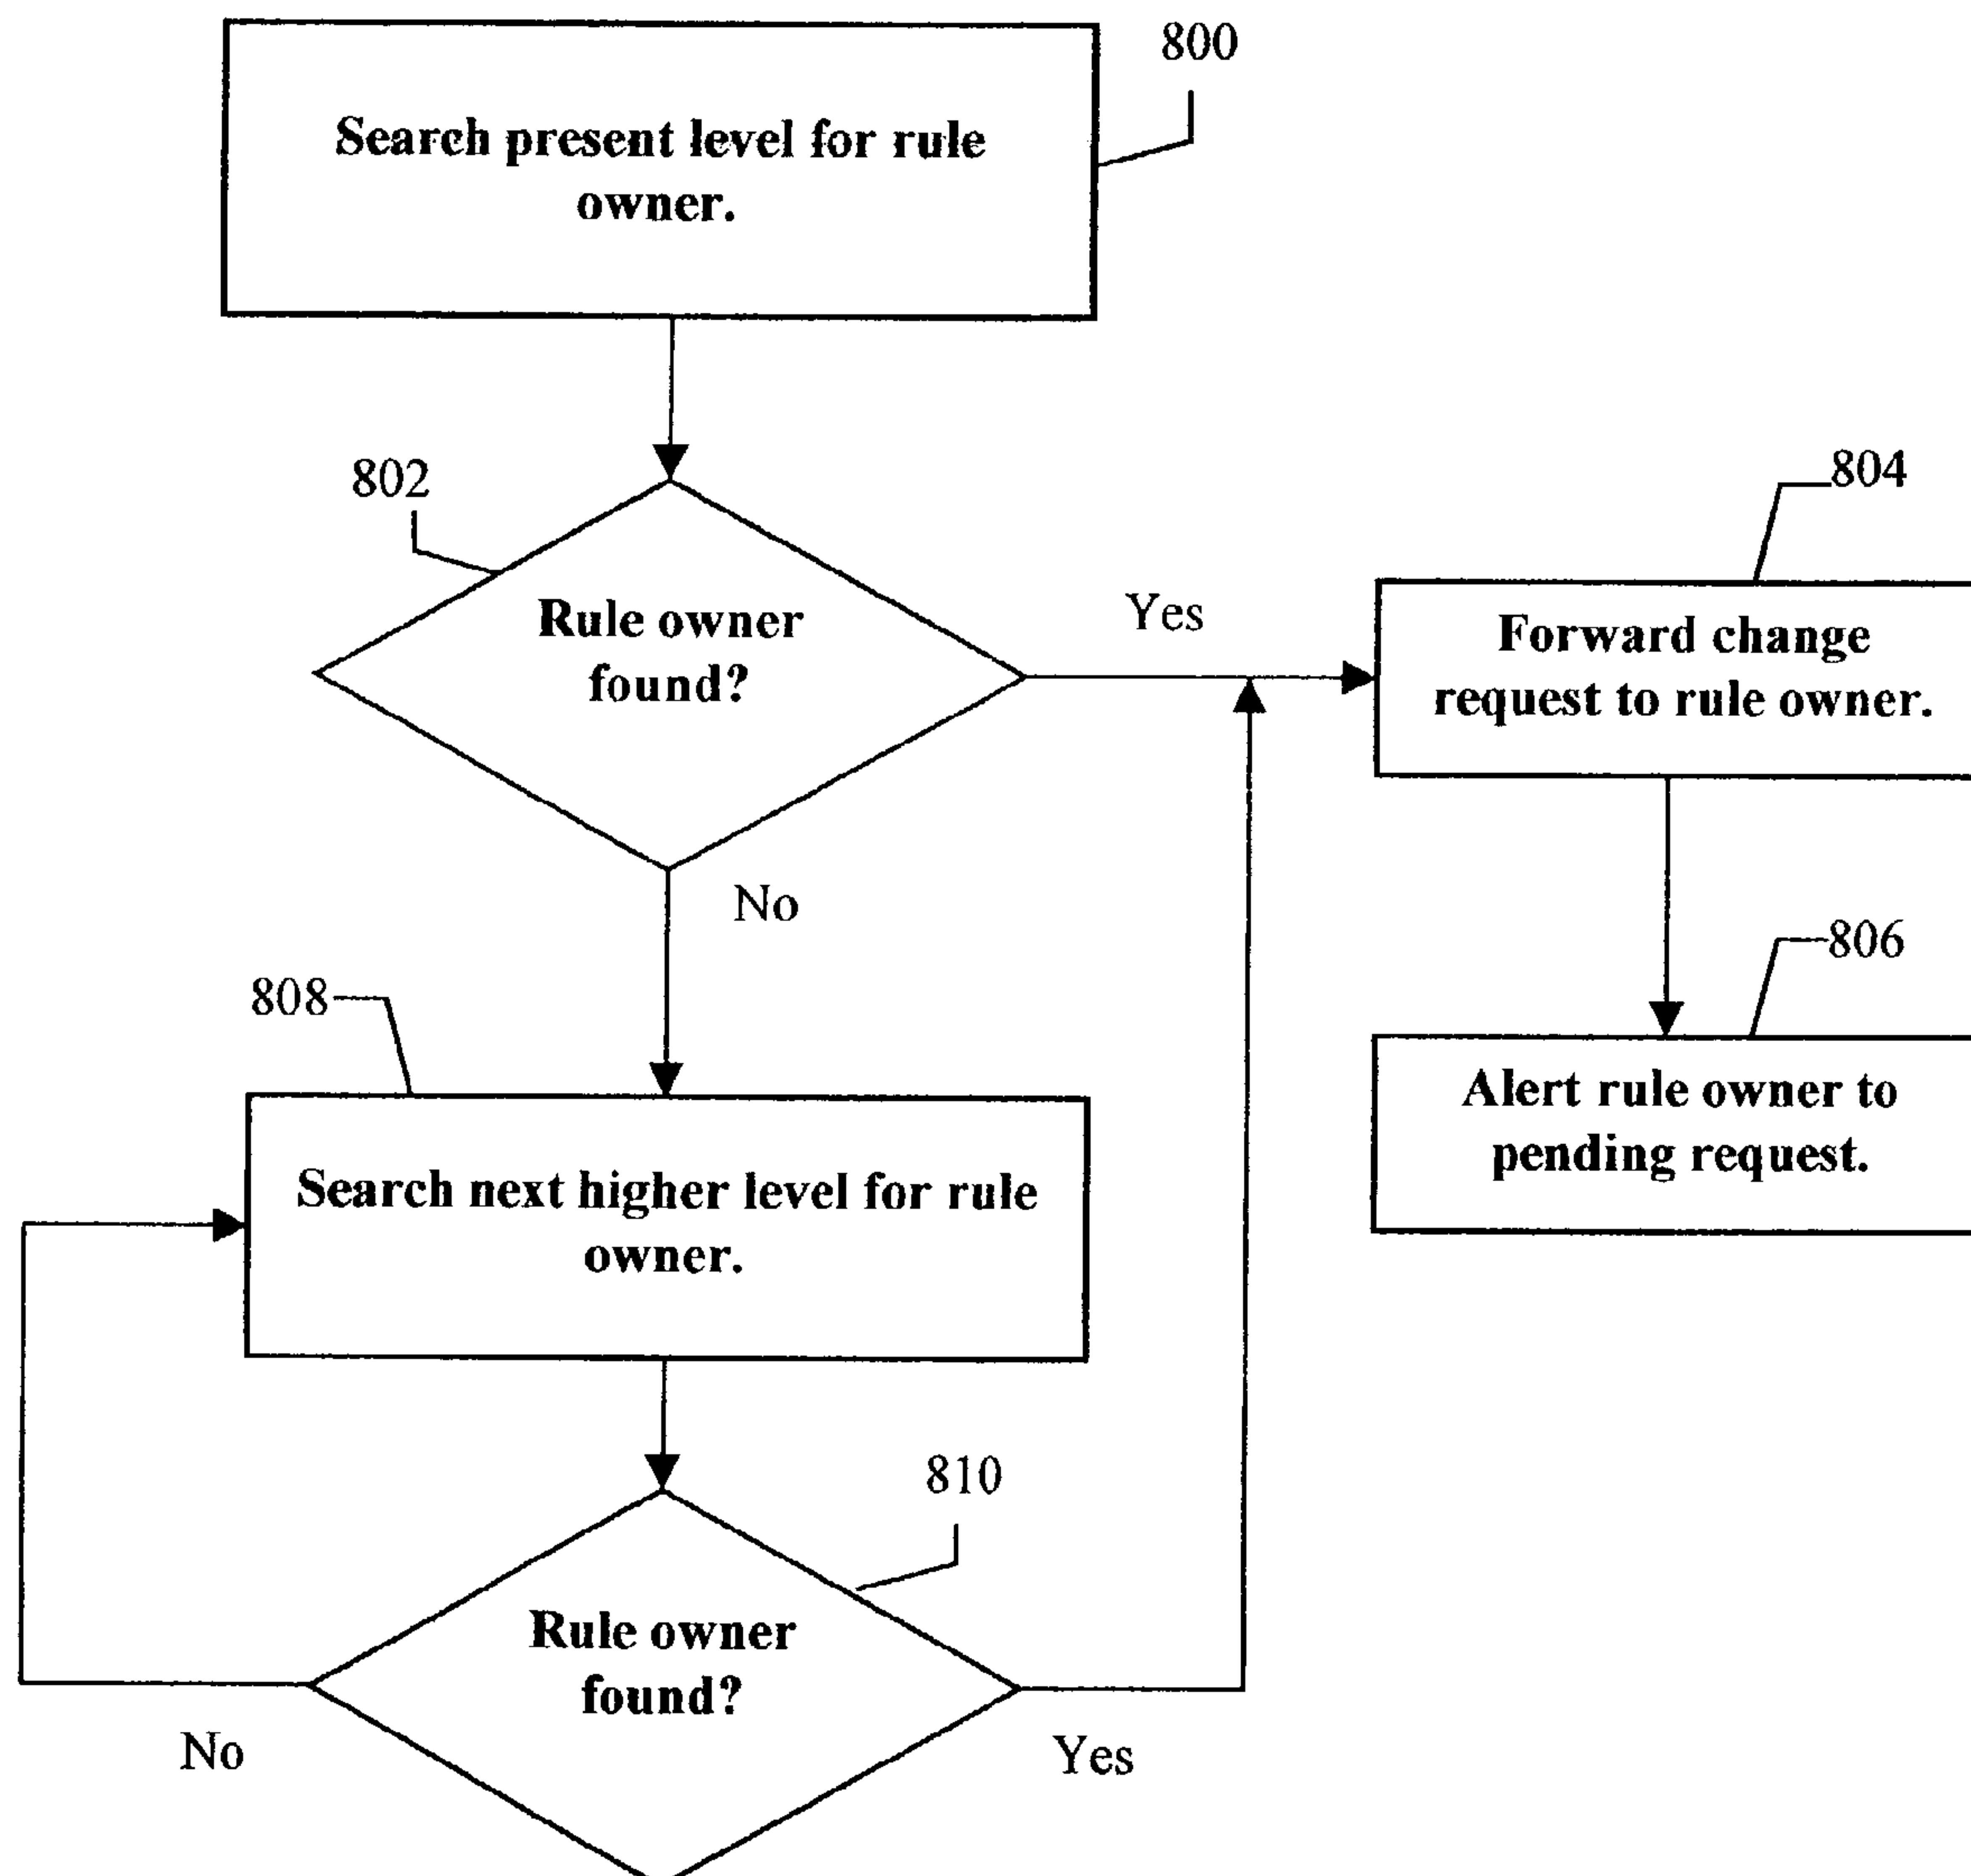 800
Search present level for rule
owner.
802
Rule owner
found?
Yes
804
Forward change
request to rule owner.
No
806
Alert rule owner to
pending request.
808
Search next higher level for rule
owner.
810
Rule owner
found?
No
Yes